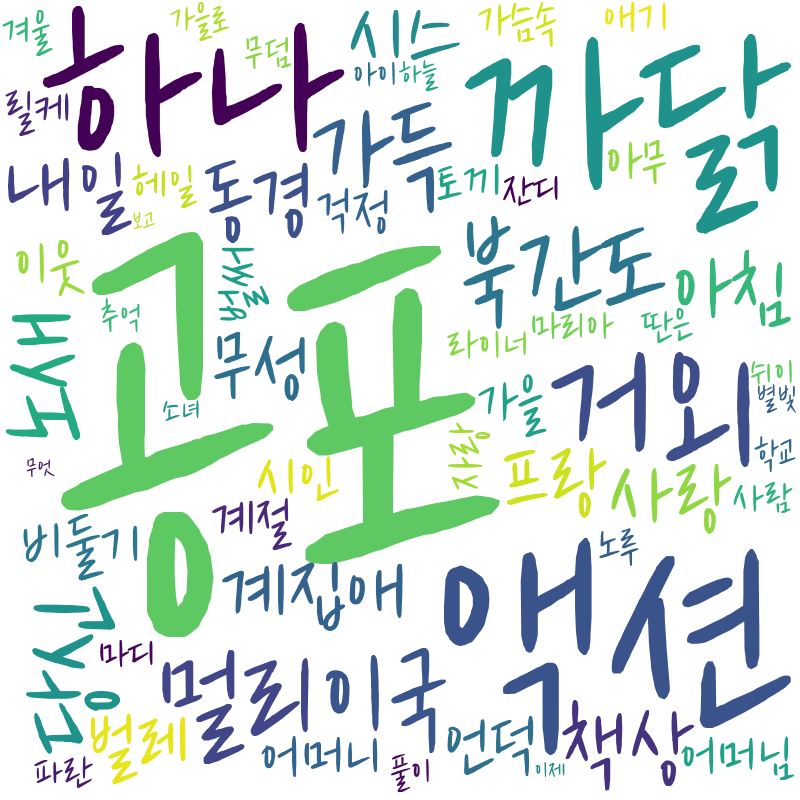 겨울
가을로
무덤
하나
시스
아이
하늘
가슴속
애기
까닭
릴케
가득
내일
헤일
보고
동경
걱정
토끼
잔디
아무
이웃
추억
쓸쓸
공포
북간도
아침
무성
라이너
마리아
딴은
소녀
가을
거외
쉬이
별빛
무엇
시인
자랑
프랑
사랑
학교
사람
비둘기
계절
계집애
액션
노루
마디
멀리
이국
벌레
어머니
언덕
책상
어머님
파란
풀이
이제